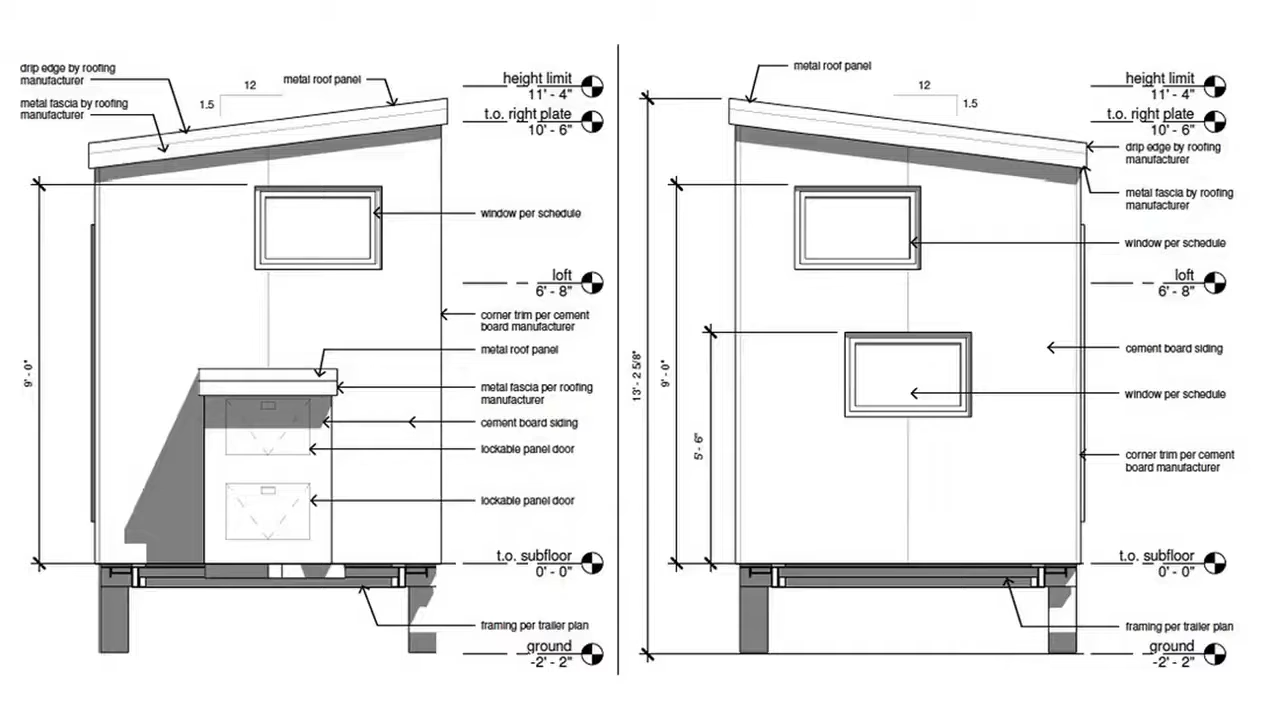 drip edge by roofing
manufacturer
metal fascia by roofing
manufacturer
12
1.5
metal roof panel
height limit
11' - 4"
t.o. right plate
10' - 6"
window per schedule
loft
6' - 8"
corner trim per cement
board manufacturer
metal roof panel
metal fascia per roofing
manufacturer
cement board siding
lockable panel door
lockable panel door
9' - 0"
t.o. subfloor
0' - 0"
framing per trailer plan
ground
-2' - 2"
metal roof panel
12
1.5
height limit
11' - 4"
t.o. right plate
10' - 6"
drip edge by roofing
manufacturer
metal fascia by roofing
manufacturer
window per schedule
loft
6' - 8"
cement board siding
13' - 2 5/8"
9' - 0"
5' - 6"
window per schedule
corner trim per cement
board manufacturer
t.o. subfloor
0' - 0"
framing per trailer plan
ground
-2' - 2"